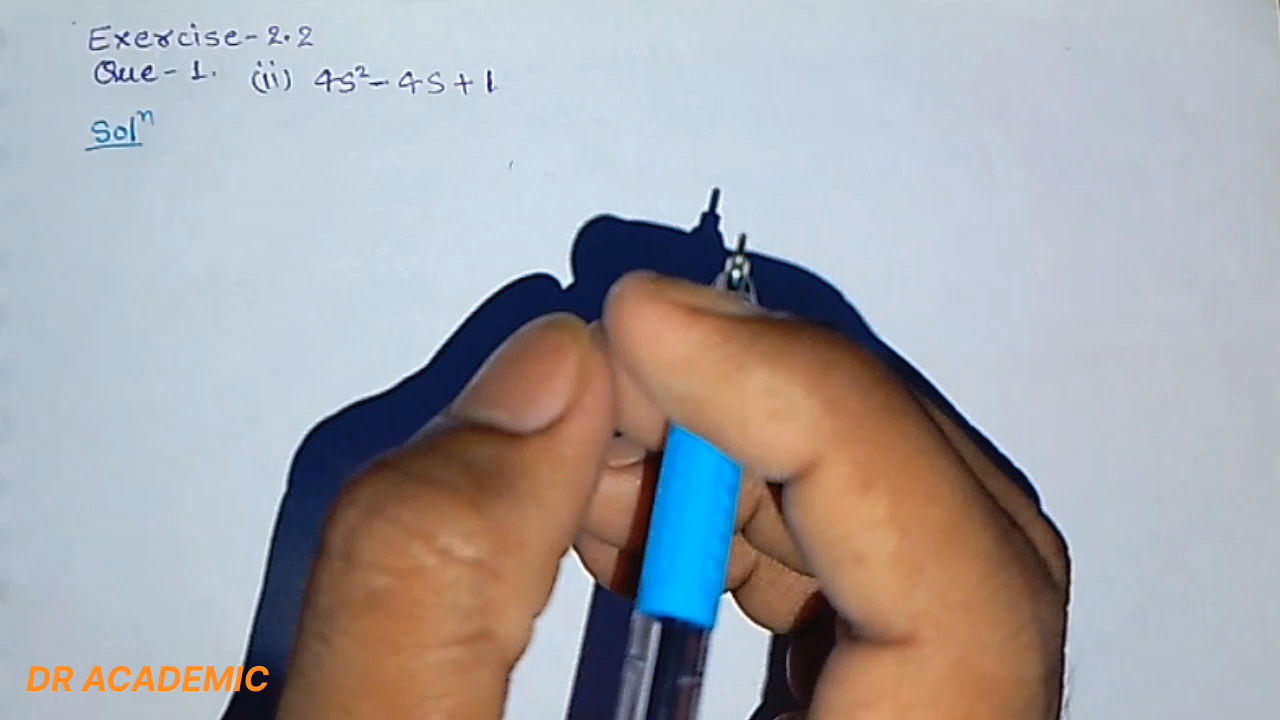 Exercise-2.2
Que-1. (ii) 4s²-4s+1
Solⁿ
DR ACADEMIC